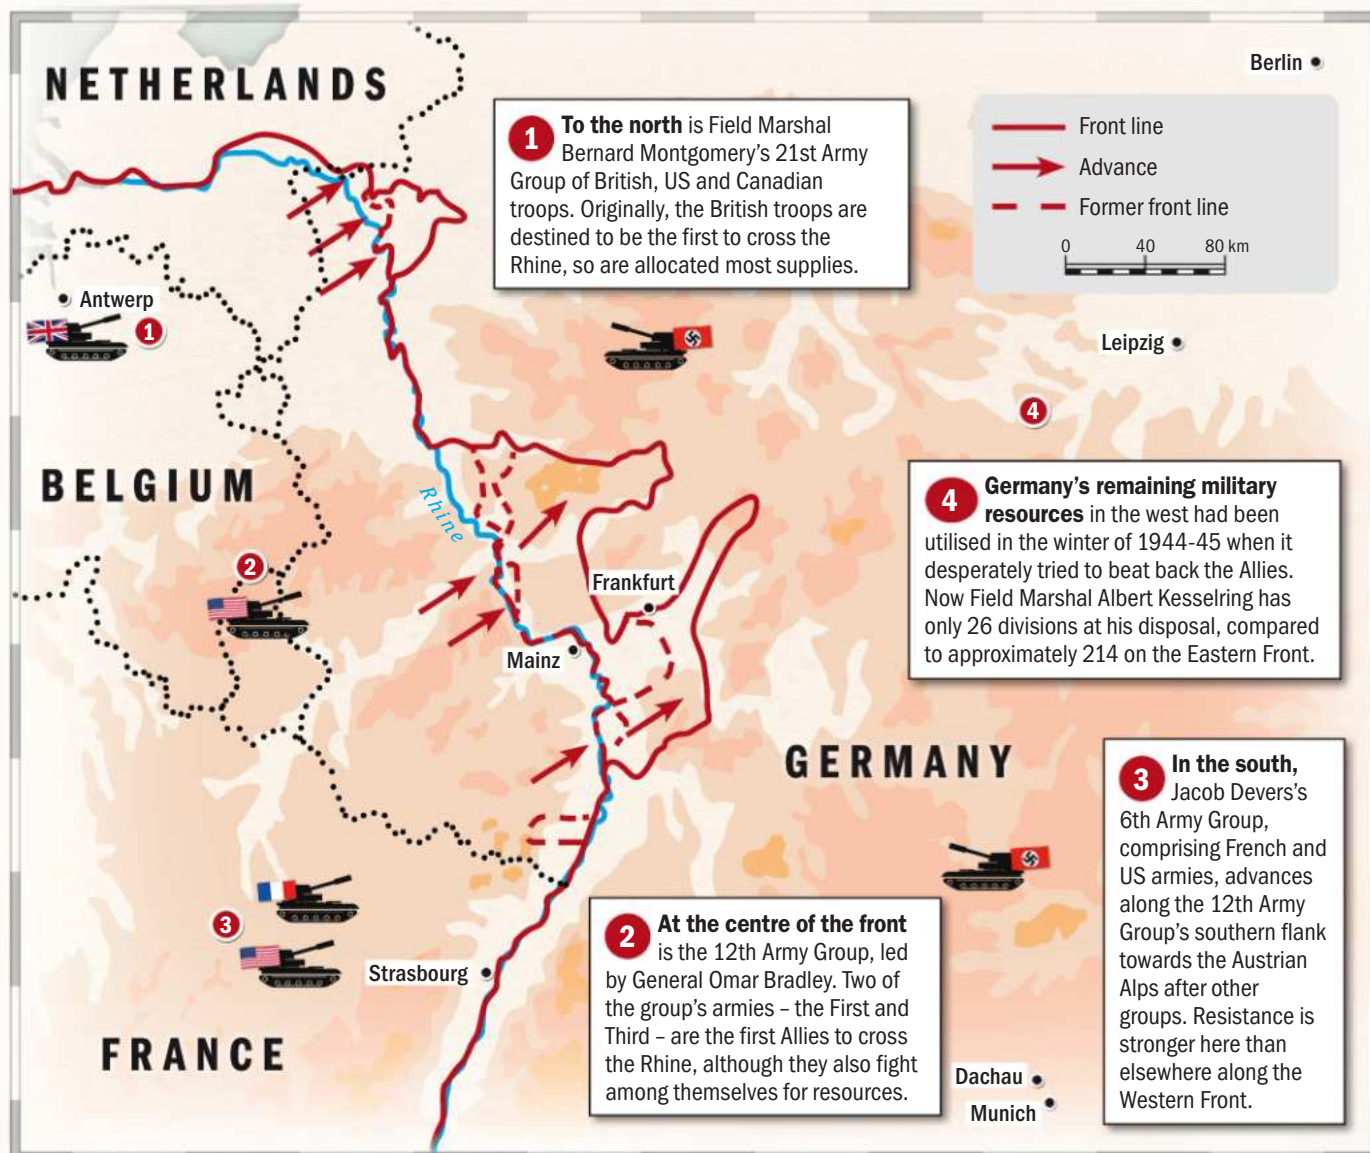 NETHERLANDS
Berlin
1 To the north is Field Marshal
Bernard Montgomery's 21st Army
Group of British, US and Canadian
troops. Originally, the British troops are
destined to be the first to cross the
Rhine, so are allocated most supplies.
Front line
Advance
Former front line
0 40 80 km
Antwerp
1
Leipzig
4
BELGIUM
Rhine
4 Germany's remaining military
resources in the west had been
utilised in the winter of 1944-45 when it
desperately tried to beat back the Allies.
Now Field Marshal Albert Kesselring has
only 26 divisions at his disposal, compared
to approximately 214 on the Eastern Front.
2
Frankfurt
Mainz
GERMANY
3 In the south,
Jacob Devers's
6th Army Group,
comprising French and
US armies, advances
along the 12th Army
Group's southern flank
towards the Austrian
Alps after other
groups. Resistance is
stronger here than
elsewhere along the
Western Front.
3
Strasbourg
2 At the centre of the front
is the 12th Army Group, led
by General Omar Bradley. Two of
the group's armies – the First and
Third – are the first Allies to cross
the Rhine, although they also fight
among themselves for resources.
FRANCE
Dachau
Munich